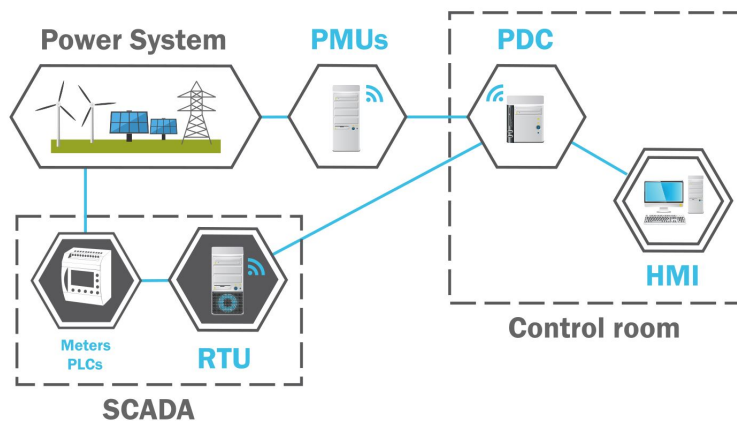 Power System
PMUs
PDC
HMI
Control room
Meters
PLCs
RTU
SCADA